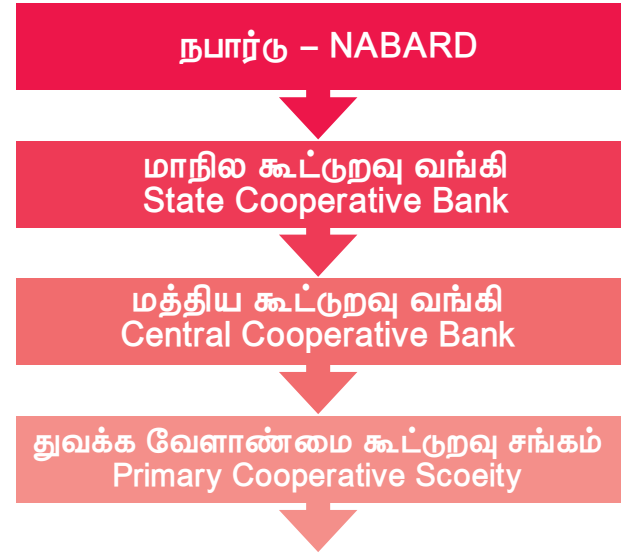 நபார்டு – NABARD
மாநில கூட்டுறவு வங்கி
State Cooperative Bank
மத்திய கூட்டுறவு வங்கி
Central Cooperative Bank
துவக்க வேளாண்மை கூட்டுறவு சங்கம்
Primary Cooperative Scoeity